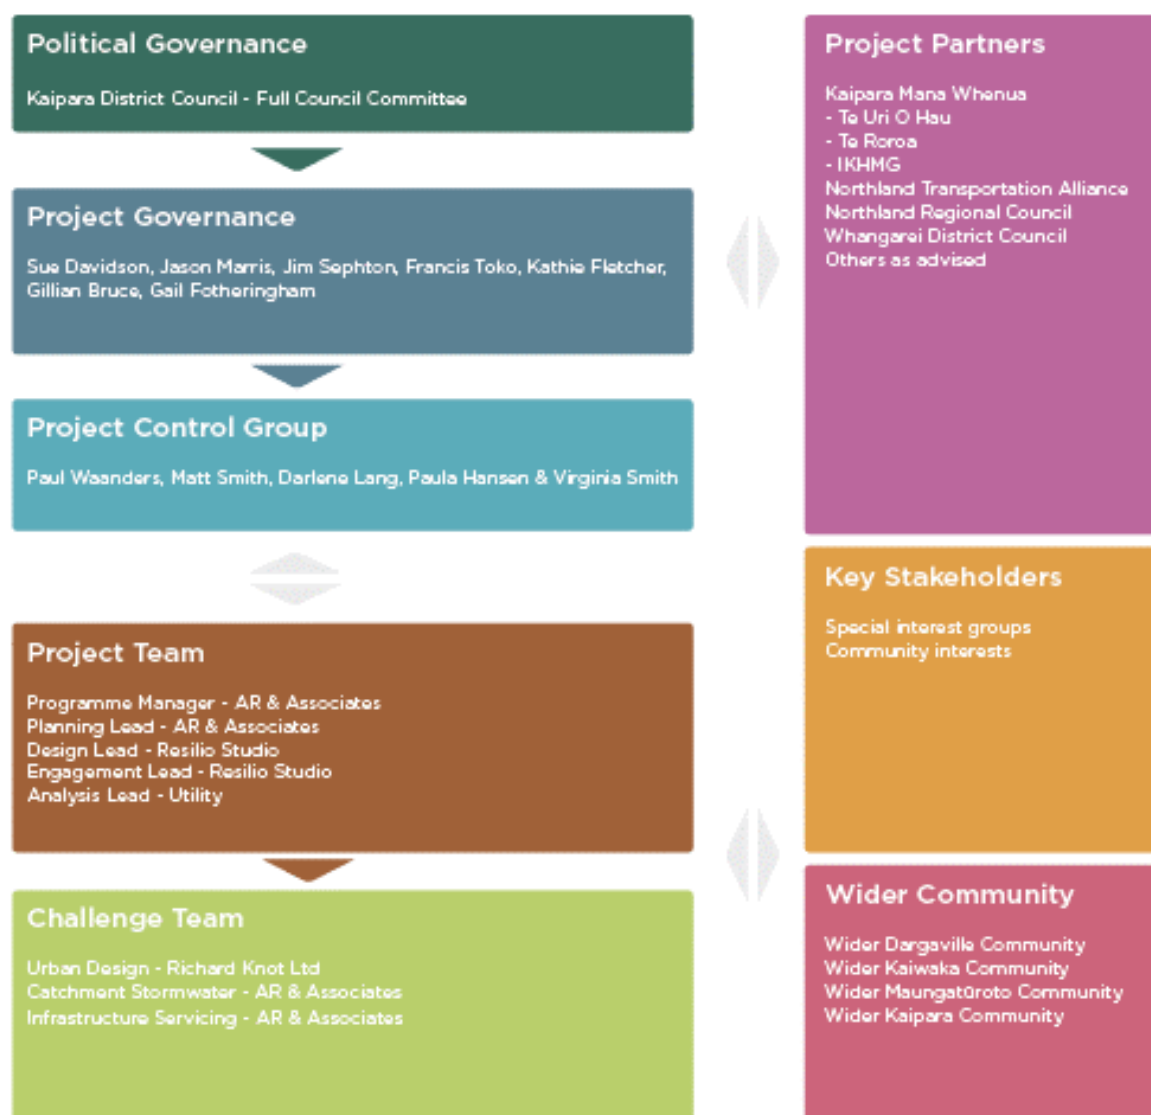 Political Governance
Kaipara District Council - Full Council Committee
Project Governance
Sue Davidson, Jason Marris, Jim Sephton, Francis Toko, Kathie Fletcher,
Gillian Bruce, Gail Fotheringham
Project Control Group
Paul Waanders, Matt Smith, Darlene Lang, Paula Hansen & Virginia Smith
Project Team
Programme Manager - AR & Associates
Planning Lead - AR & Associates
Design Lead - Resilio Studio
Engagement Lead - Resilio Studio
Analysis Lead - Utility
Challenge Team
Urban Design - Richard Knot Ltd
Catchment Stormwater - AR & Associates
Infrastructure Servicing - AR & Associates
Project Partners
Kaipara Mana Whenua
- Te Uri O Hau
- Te Roroa
- IKHMG
Northland Transportation Alliance
Northland Regional Council
Whangarei District Council
Others as advised
Key Stakeholders
Special interest groups
Community interests
Wider Community
Wider Dargaville Community
Wider Kaiwaka Community
Wider Maungatūroto Community
Wider Kaipara Community